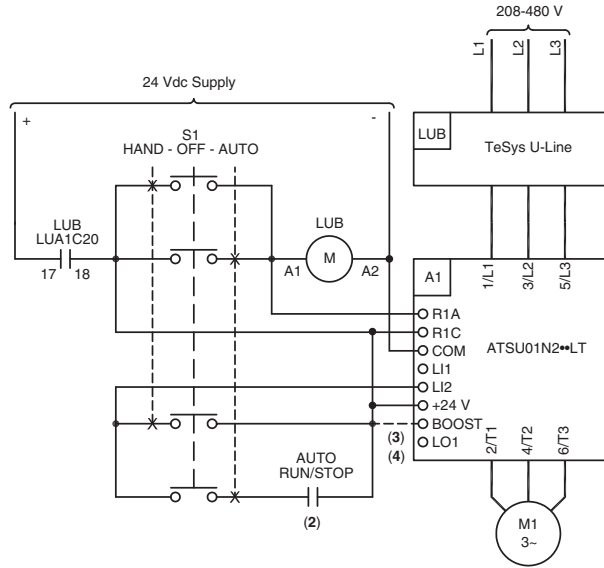 208-480 V
L1 L2 L3
24 Vdc Supply
+ -
S1
HAND - OFF - AUTO
LUB
TeSys U-Line
LUB
LUA1C20
17 18
LUB
A1 M A2
1/L1 3/L2 5/L3
A1
ATSU01N2••LT
R1A
R1C
COM
LI1
LI2
+24 V
BOOST
LO1
(3)
(4)
AUTO
RUN/STOP
(2)
2/T1 4/T2 6/T3
M1
3~